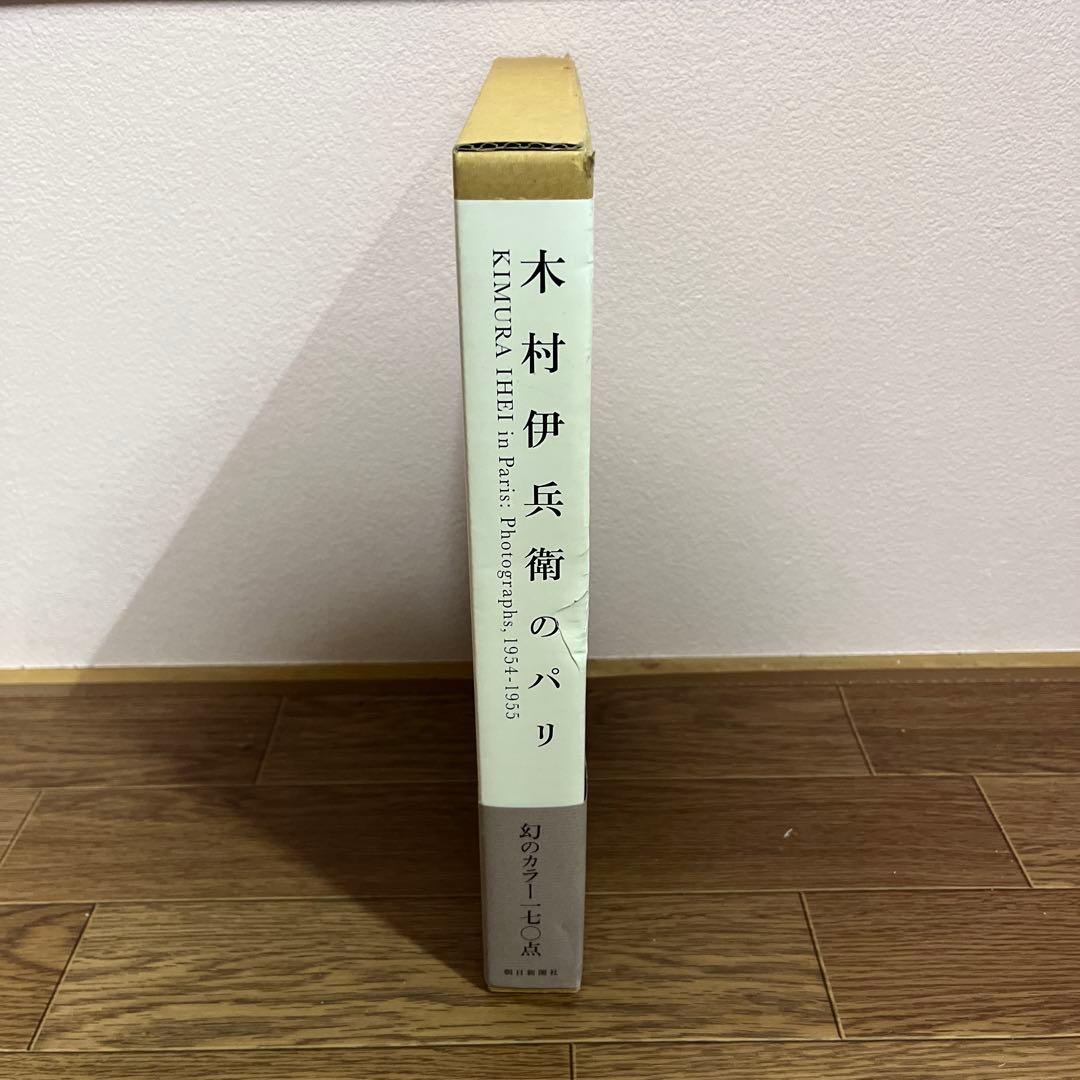 木村伊兵衛のパリ
KIMURA IHEI in Paris: Photographs, 1954-1955
幻のカラー一七〇点
朝日新聞社